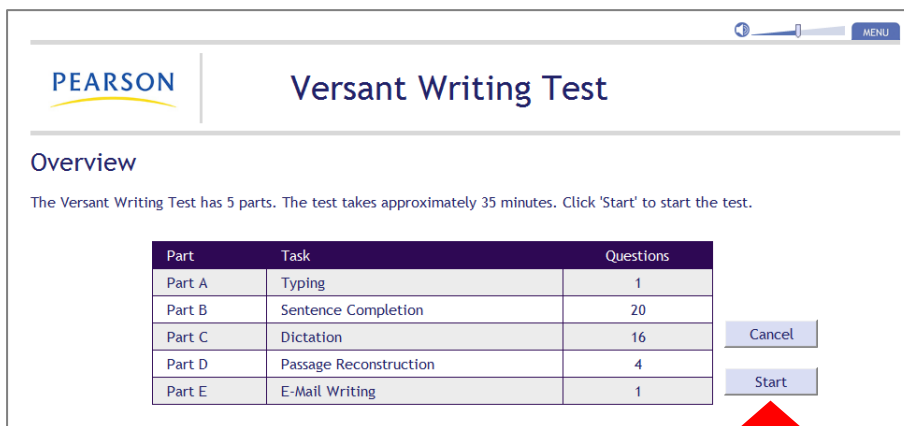 MENU
PEARSON
Versant Writing Test
Overview
The Versant Writing Test has 5 parts. The test takes approximately 35 minutes. Click 'Start' to start the test.
Part Task Questions
Part A Typing 1
Part B Sentence Completion 20
Part C Dictation 16
Part D Passage Reconstruction 4
Part E E-Mail Writing 1
Cancel
Start